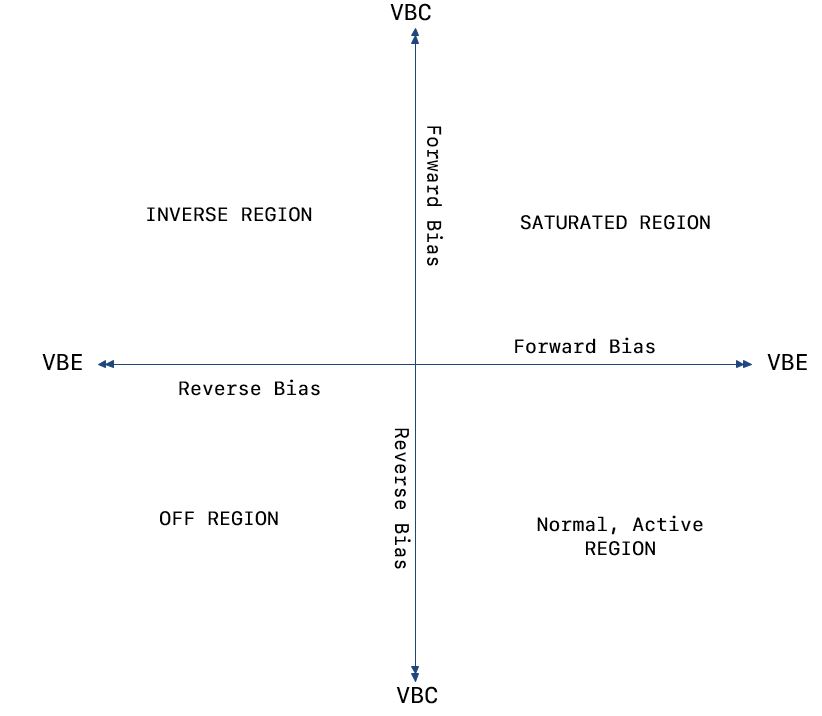 VBC
Forward Bias
INVERSE REGION
SATURATED REGION
Forward Bias
VBE
VBE
Reverse Bias
Reverse Bias
OFF REGION
Normal, Active
REGION
VBC